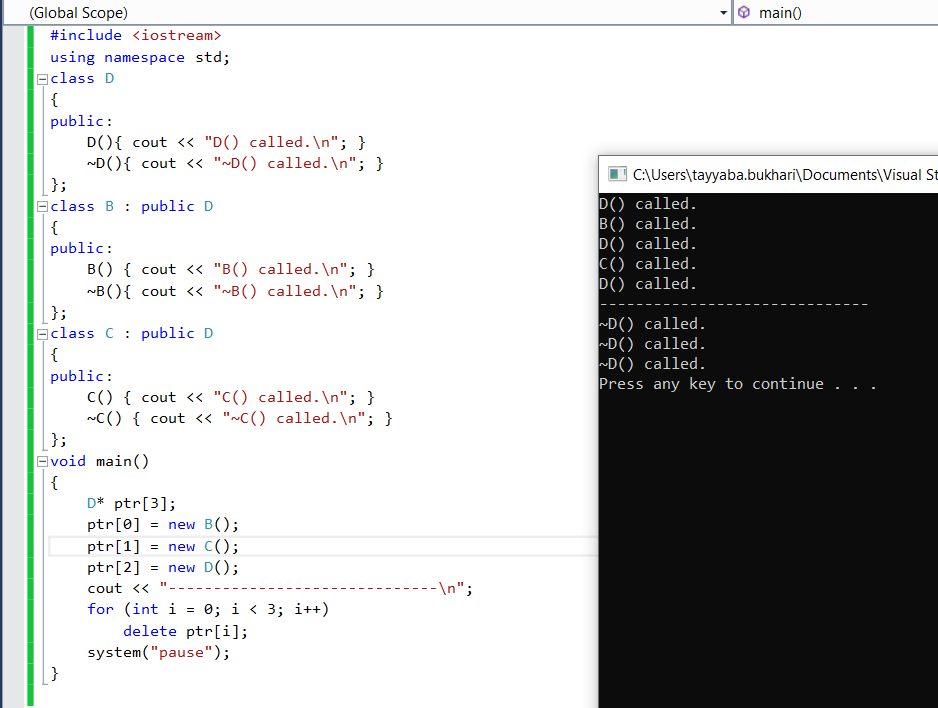 (Global Scope) main()
#include <iostream>
using namespace std;
class D
{
public:
    D(){ cout << "D() called.\n"; }
    ~D(){ cout << "~D() called.\n"; }
};
class B : public D
{
public:
    B() { cout << "B() called.\n"; }
    ~B(){ cout << "~B() called.\n"; }
};
class C : public D
{
public:
    C() { cout << "C() called.\n"; }
    ~C() { cout << "~C() called.\n"; }
};
void main()
{
    D* ptr[3];
    ptr[0] = new B();
    ptr[1] = new C();
    ptr[2] = new D();
    cout << "------------------------------\n";
    for (int i = 0; i < 3; i++)
        delete ptr[i];
    system("pause");
}
C:\Users\tayyaba.bukhari\Documents\Visual St
D() called.
B() called.
D() called.
C() called.
D() called.
------------------------------
~D() called.
~D() called.
~D() called.
Press any key to continue . . .